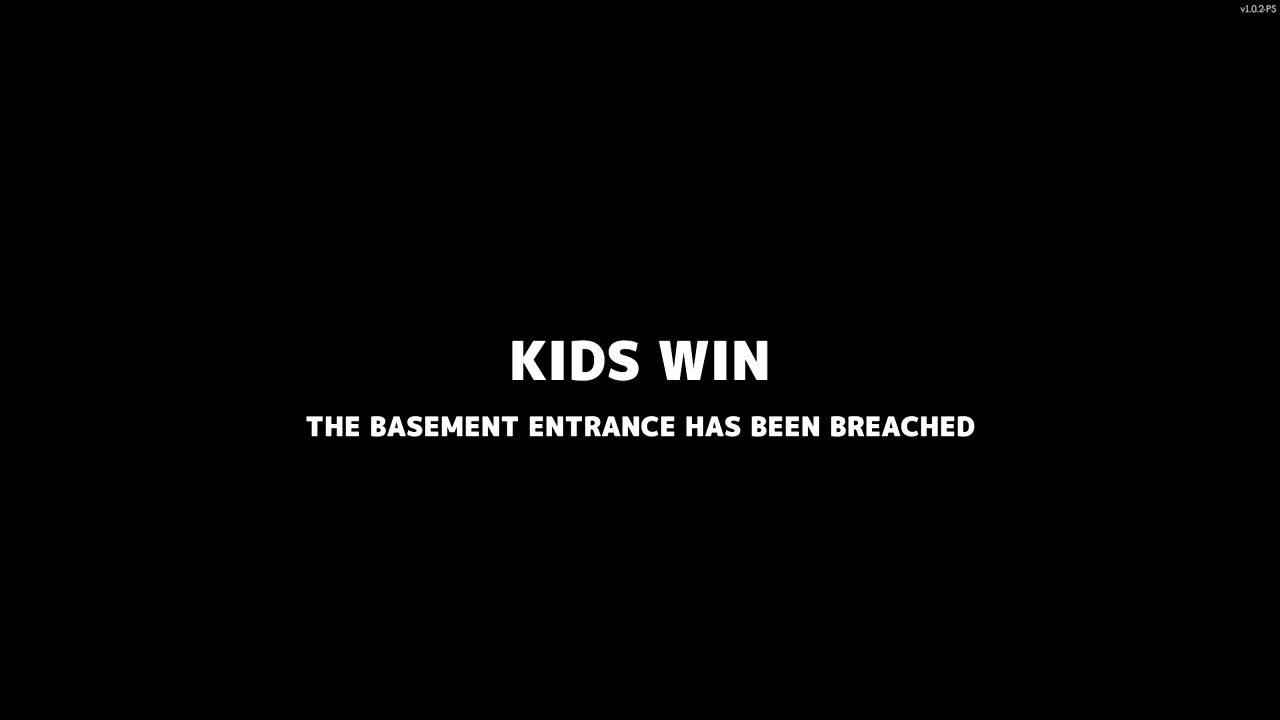 v1.0.2-PS
KIDS WIN
THE BASEMENT ENTRANCE HAS BEEN BREACHED